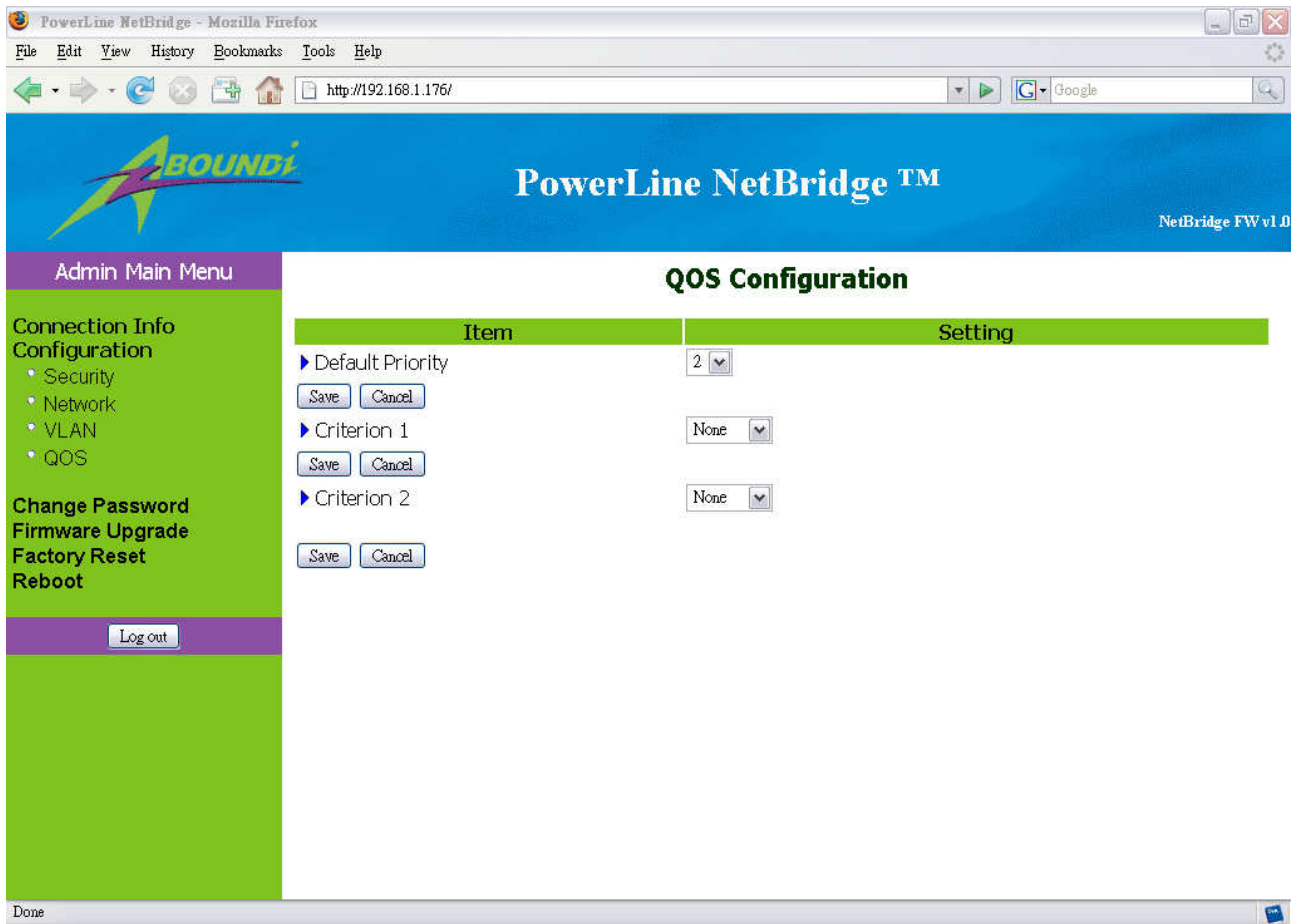 PowerLine NetBridge - Mozilla Firefox
File Edit View History Bookmarks Tools Help
http://192.168.1.176/
Google
ABOUNDi
PowerLine NetBridge ™
NetBridge FW v1.0
Admin Main Menu
QOS Configuration
Connection Info
Configuration
Security
Network
VLAN
QOS
Change Password
Firmware Upgrade
Factory Reset
Reboot
Log out
Item Setting
Default Priority 2
Save Cancel
Criterion 1 None
Save Cancel
Criterion 2 None
Save Cancel
Done